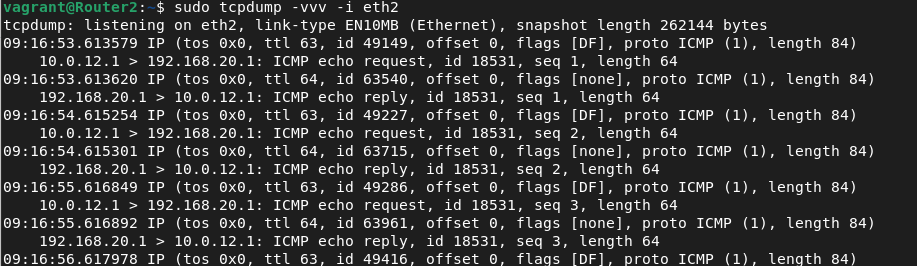 vagrant@Router2:~$ sudo tcpdump -vvv -i eth2
tcpdump: listening on eth2, link-type EN10MB (Ethernet), snapshot length 262144 bytes
09:16:53.613579 IP (tos 0x0, ttl 63, id 49149, offset 0, flags [DF], proto ICMP (1), length 84)
    10.0.12.1 > 192.168.20.1: ICMP echo request, id 18531, seq 1, length 64
09:16:53.613620 IP (tos 0x0, ttl 64, id 63540, offset 0, flags [none], proto ICMP (1), length 84)
    192.168.20.1 > 10.0.12.1: ICMP echo reply, id 18531, seq 1, length 64
09:16:54.615254 IP (tos 0x0, ttl 63, id 49227, offset 0, flags [DF], proto ICMP (1), length 84)
    10.0.12.1 > 192.168.20.1: ICMP echo request, id 18531, seq 2, length 64
09:16:54.615301 IP (tos 0x0, ttl 64, id 63715, offset 0, flags [none], proto ICMP (1), length 84)
    192.168.20.1 > 10.0.12.1: ICMP echo reply, id 18531, seq 2, length 64
09:16:55.616849 IP (tos 0x0, ttl 63, id 49286, offset 0, flags [DF], proto ICMP (1), length 84)
    10.0.12.1 > 192.168.20.1: ICMP echo request, id 18531, seq 3, length 64
09:16:55.616892 IP (tos 0x0, ttl 64, id 63961, offset 0, flags [none], proto ICMP (1), length 84)
    192.168.20.1 > 10.0.12.1: ICMP echo reply, id 18531, seq 3, length 64
09:16:56.617978 IP (tos 0x0, ttl 63, id 49416, offset 0, flags [DF], proto ICMP (1), length 84)